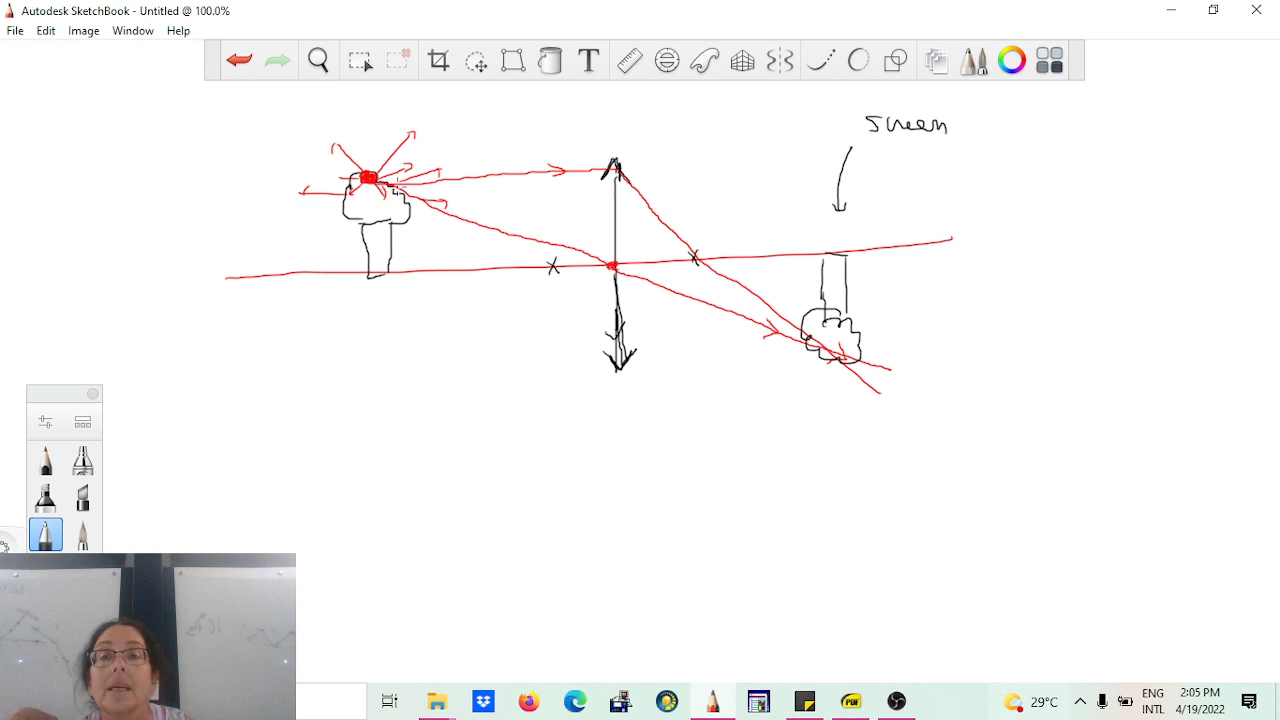 Autodesk SketchBook - Untitled @ 100.0%
File Edit Image Window Help
T
Screen
PDF
29°C
ENG
INTL
2:05 PM
4/19/2022